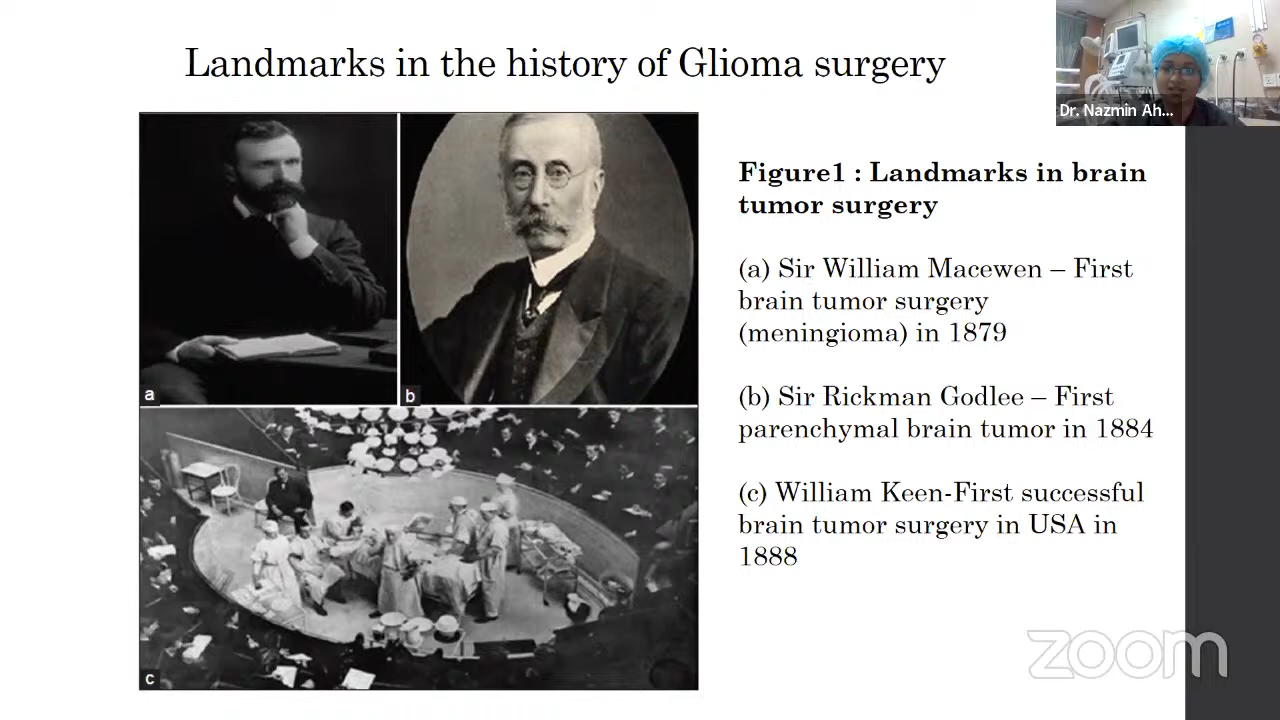 Landmarks in the history of Glioma surgery
Dr. Nazmin Ah...
a
b
c
Figure1 : Landmarks in brain
tumor surgery
(a) Sir William Macewen – First
brain tumor surgery
(meningioma) in 1879
(b) Sir Rickman Godlee – First
parenchymal brain tumor in 1884
(c) William Keen-First successful
brain tumor surgery in USA in
1888
zoom